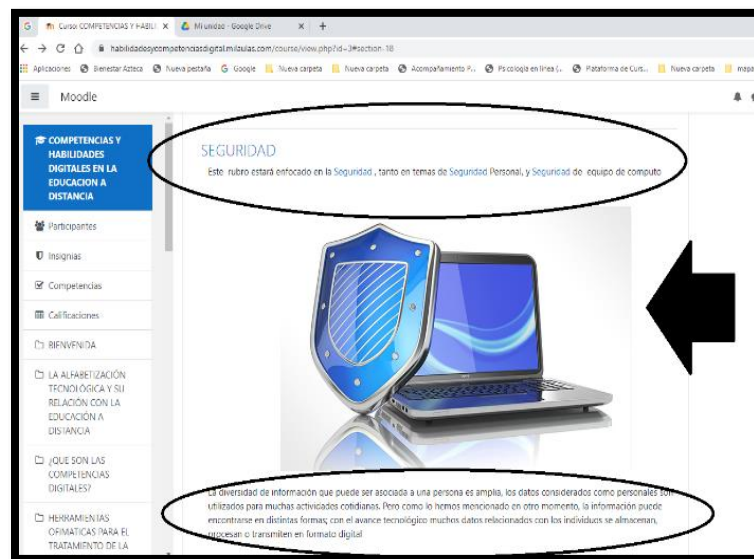 Curso: COMPETENCIAS Y HABILI
Mi unidad - Google Drive
habilidadesycompetenciasdigital.milaulas.com/course/view.php?id=3#section-18
Aplicaciones
Bienestar Azteca
Nueva pestaña
Google
Nueva carpeta
Nueva carpeta
Acompañamiento P...
Psicología en línea (...
Plataforma de Curs...
Nueva carpeta
mapa
Moodle
COMPETENCIAS Y
HABILIDADES
DIGITALES EN LA
EDUCACION A
DISTANCIA
Participantes
Insignias
Competencias
Calificaciones
BIENVENIDA
LA ALFABETIZACIÓN
TECNOLÓGICA Y SU
RELACIÓN CON LA
EDUCACIÓN A
DISTANCIA
¿QUE SON LAS
COMPETENCIAS
DIGITALES?
HERRAMIENTAS
OFIMATICAS PARA EL
TRATAMIENTO DE LA
SEGURIDAD
Este rubro estará enfocado en la Seguridad , tanto en temas de Seguridad Personal, y Seguridad de equipo de computo
La diversidad de información que puede ser asociada a una persona es amplia, los datos considerados como personales son
utilizados para muchas actividades cotidianas. Pero como lo hemos mencionado en otro momento, la información puede
encontrarse en distintas formas; con el avance tecnológico muchos datos relacionados con los individuos se almacenan,
procesan o transmiten en formato digital